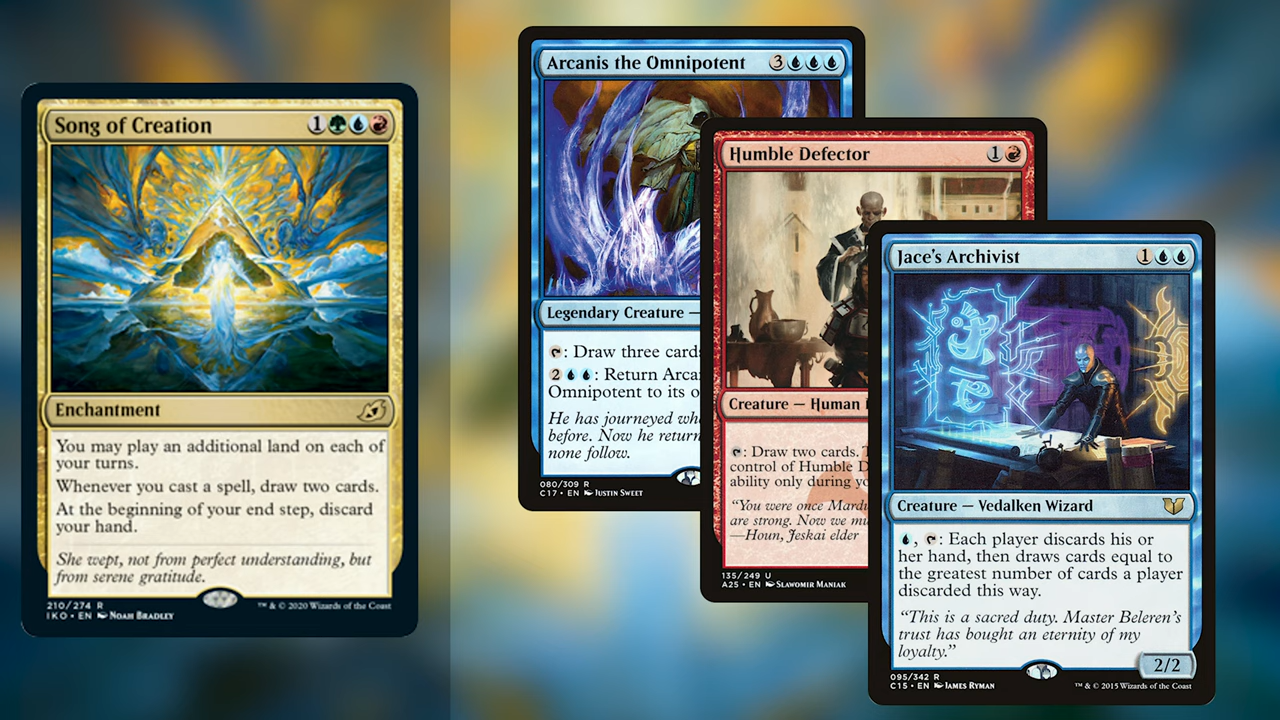 Song of Creation 1
Enchantment
You may play an additional land on each of
your turns.
Whenever you cast a spell, draw two cards.
At the beginning of your end step, discard
your hand.
She wept, not from perfect understanding, but
from serene gratitude.
210/274 R
IKO • EN NOAH BRADLEY
™ & © 2020 Wizards of the Coast
Arcanis the Omnipotent 3
Legendary Creature —
: Draw three cards
2 : Return Arca
Omnipotent to its o
He has journeyed wh
before. Now he return
none follow.
080/309 R
C17 • EN JUSTIN SWEET
Humble Defector 1
Creature — Human
: Draw two cards.
control of Humble D
ability only during yo
"You were once Mardu
are strong. Now we mu
—Houn, Jeskai elder
135/249 U
A25 • EN SLAWOMIR MANIAK
Jace's Archivist 1
Creature — Vedalken Wizard
, : Each player discards his or
her hand, then draws cards equal to
the greatest number of cards a player
discarded this way.
"This is a sacred duty. Master Beleren's
trust has bought an eternity of my
loyalty."
2/2
095/342 R
C15 • EN JAMES RYMAN
™ & © 2015 Wizards of the Coast